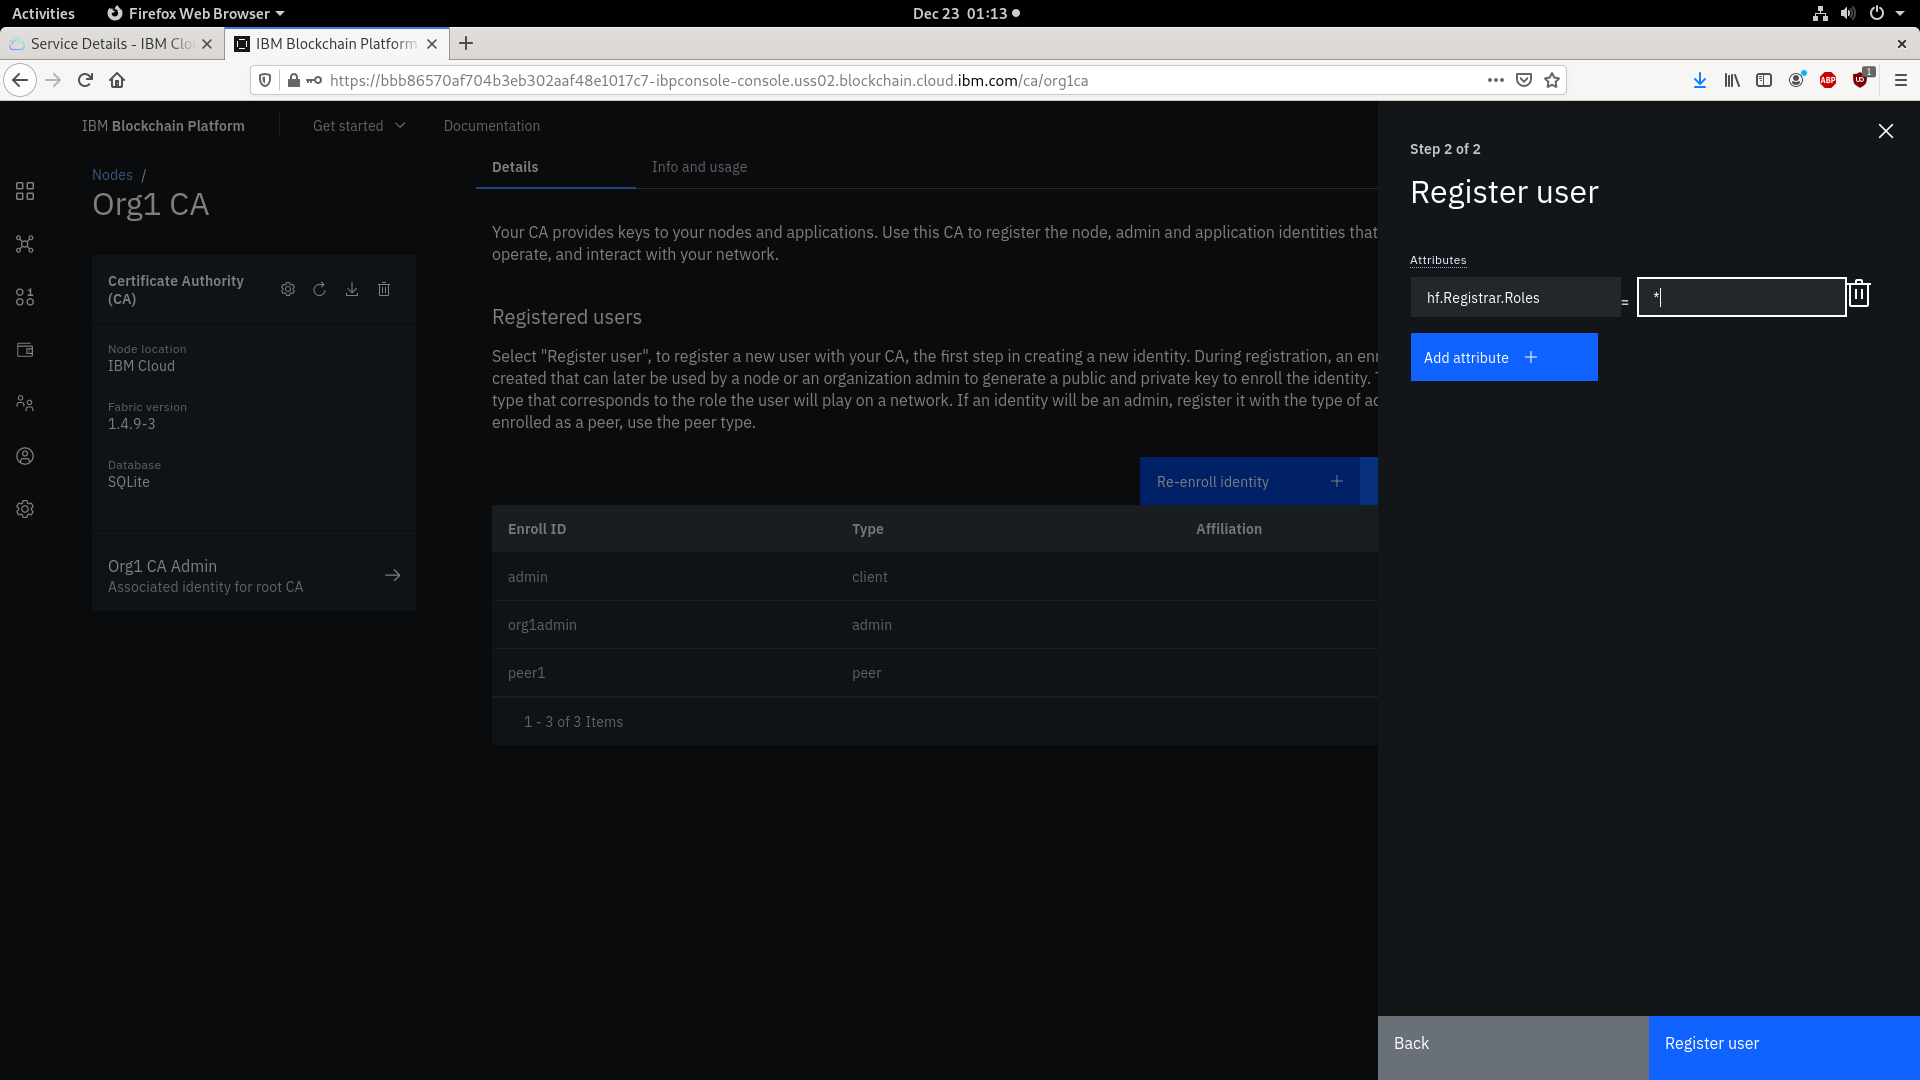 Activities
Firefox Web Browser
Dec 23 01:13
Service Details - IBM Clo
IBM Blockchain Platform
https://bbb86570af704b3eb302aaf48e1017c7-ibpconsole-console.uss02.blockchain.cloud.ibm.com/ca/org1ca
ABP
1
IBM Blockchain Platform
Get started
Documentation
Nodes /
Org1 CA
Certificate Authority
(CA)
Node location
IBM Cloud
Fabric version
1.4.9-3
Database
SQLite
Org1 CA Admin
Associated identity for root CA
Details
Info and usage
Your CA provides keys to your nodes and applications. Use this CA to register the node, admin and application identities that
operate, and interact with your network.
Registered users
Select "Register user", to register a new user with your CA, the first step in creating a new identity. During registration, an enr
created that can later be used by a node or an organization admin to generate a public and private key to enroll the identity.
type that corresponds to the role the user will play on a network. If an identity will be an admin, register it with the type of ad
enrolled as a peer, use the peer type.
Re-enroll identity +
Enroll ID Type Affiliation
admin client
org1admin admin
peer1 peer
1 - 3 of 3 Items
Step 2 of 2
Register user
Attributes
hf.Registrar.Roles = *
Add attribute +
Back
Register user